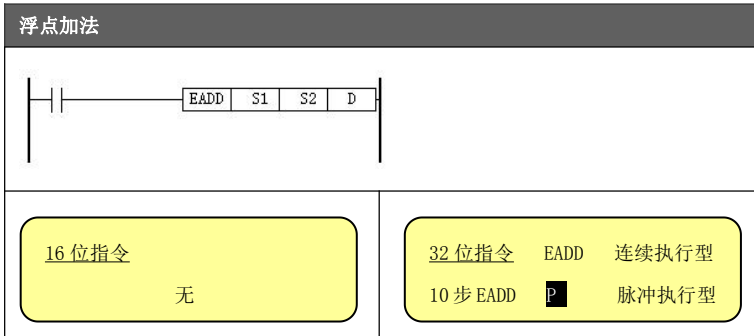 浮点加法
EADD S1 S2 D
16 位指令
无
32 位指令 EADD 连续执行型
10 步 EADD P 脉冲执行型